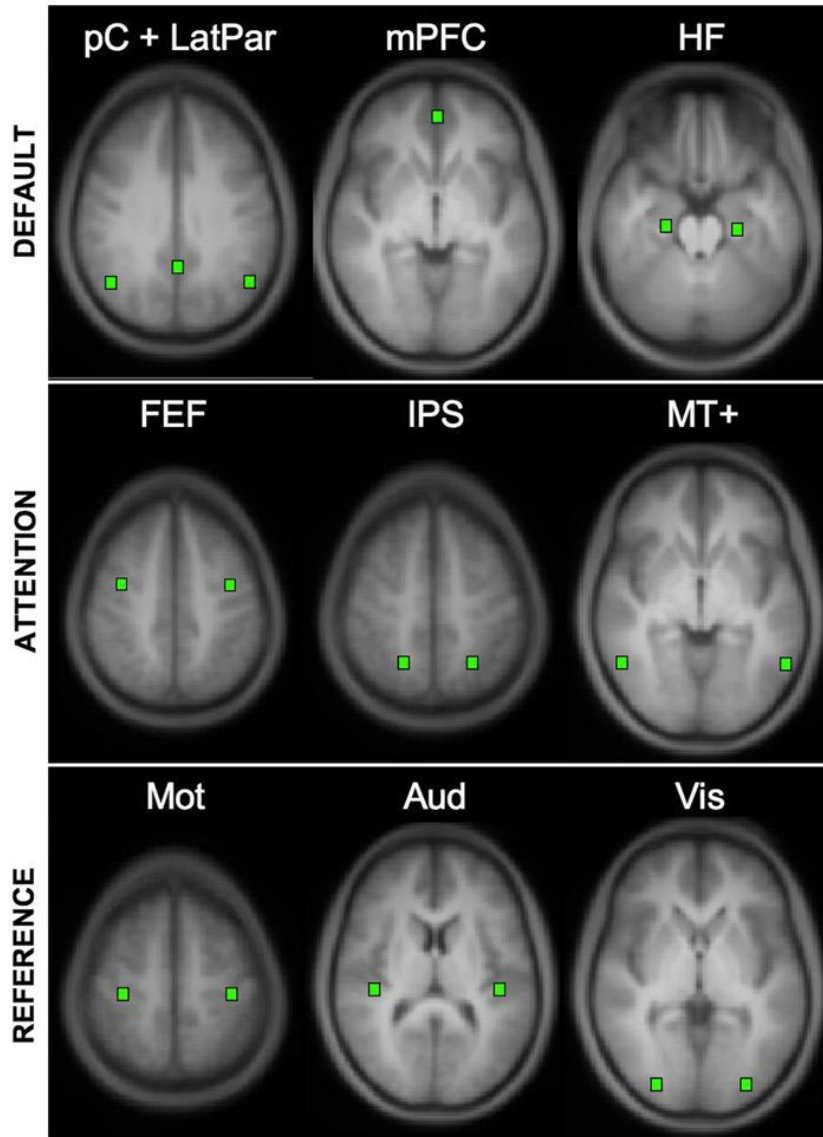 DEFAULT
pC + LatPar
mPFC
HF
ATTENTION
FEF
IPS
MT+
REFERENCE
Mot
Aud
Vis